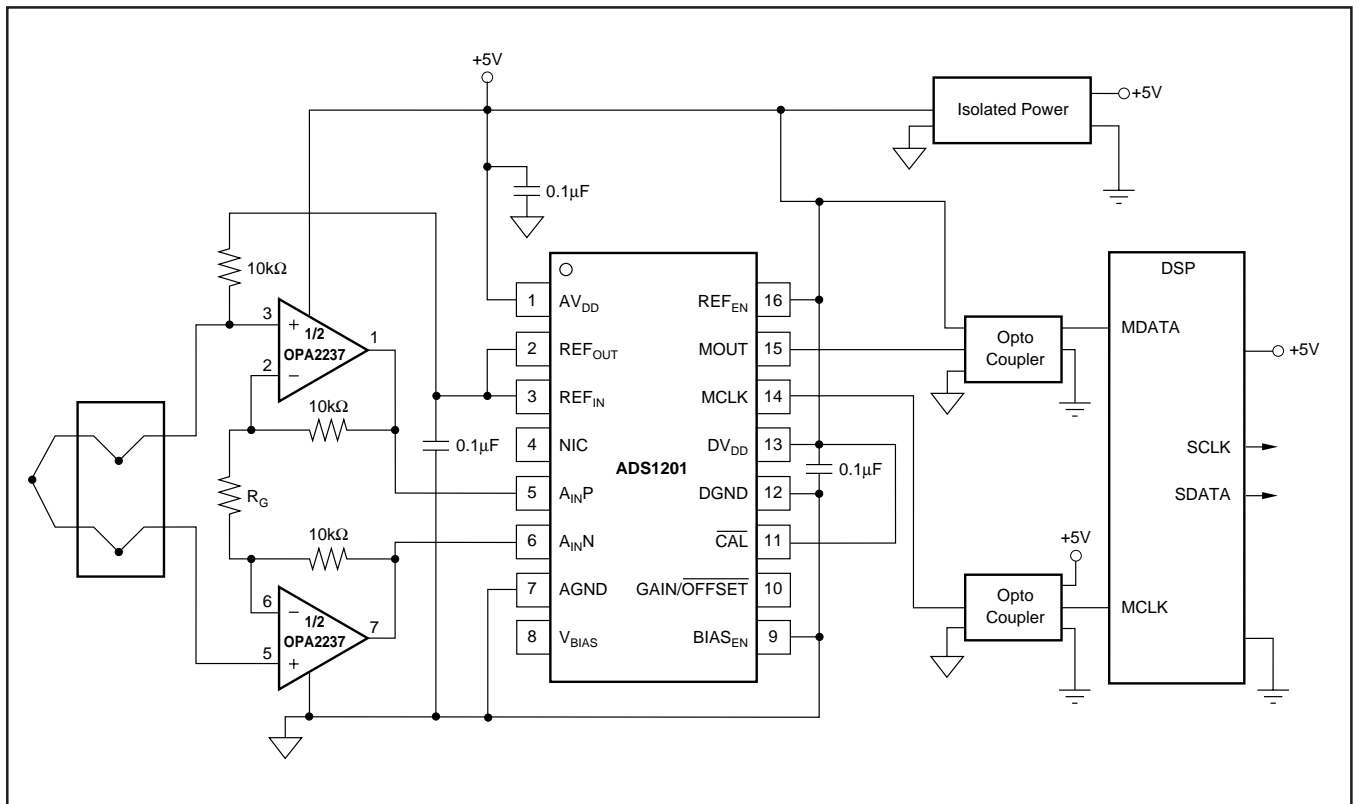 +5V
Isolated Power
+5V
0.1μF
10kΩ
3
+
1/2
OPA2237
1
2
–
10kΩ
RG
10kΩ
6
–
1/2
OPA2237
7
5
+
0.1μF
1
AVDD
2
REFOUT
3
REFIN
4
NIC
5
AINP
6
AINN
7
AGND
8
VBIAS
ADS1201
REFEN
16
MOUT
15
MCLK
14
DVDD
13
DGND
12
CAL
11
GAIN/OFFSET
10
BIASEN
9
0.1μF
Opto
Coupler
+5V
Opto
Coupler
DSP
MDATA
+5V
SCLK
SDATA
MCLK